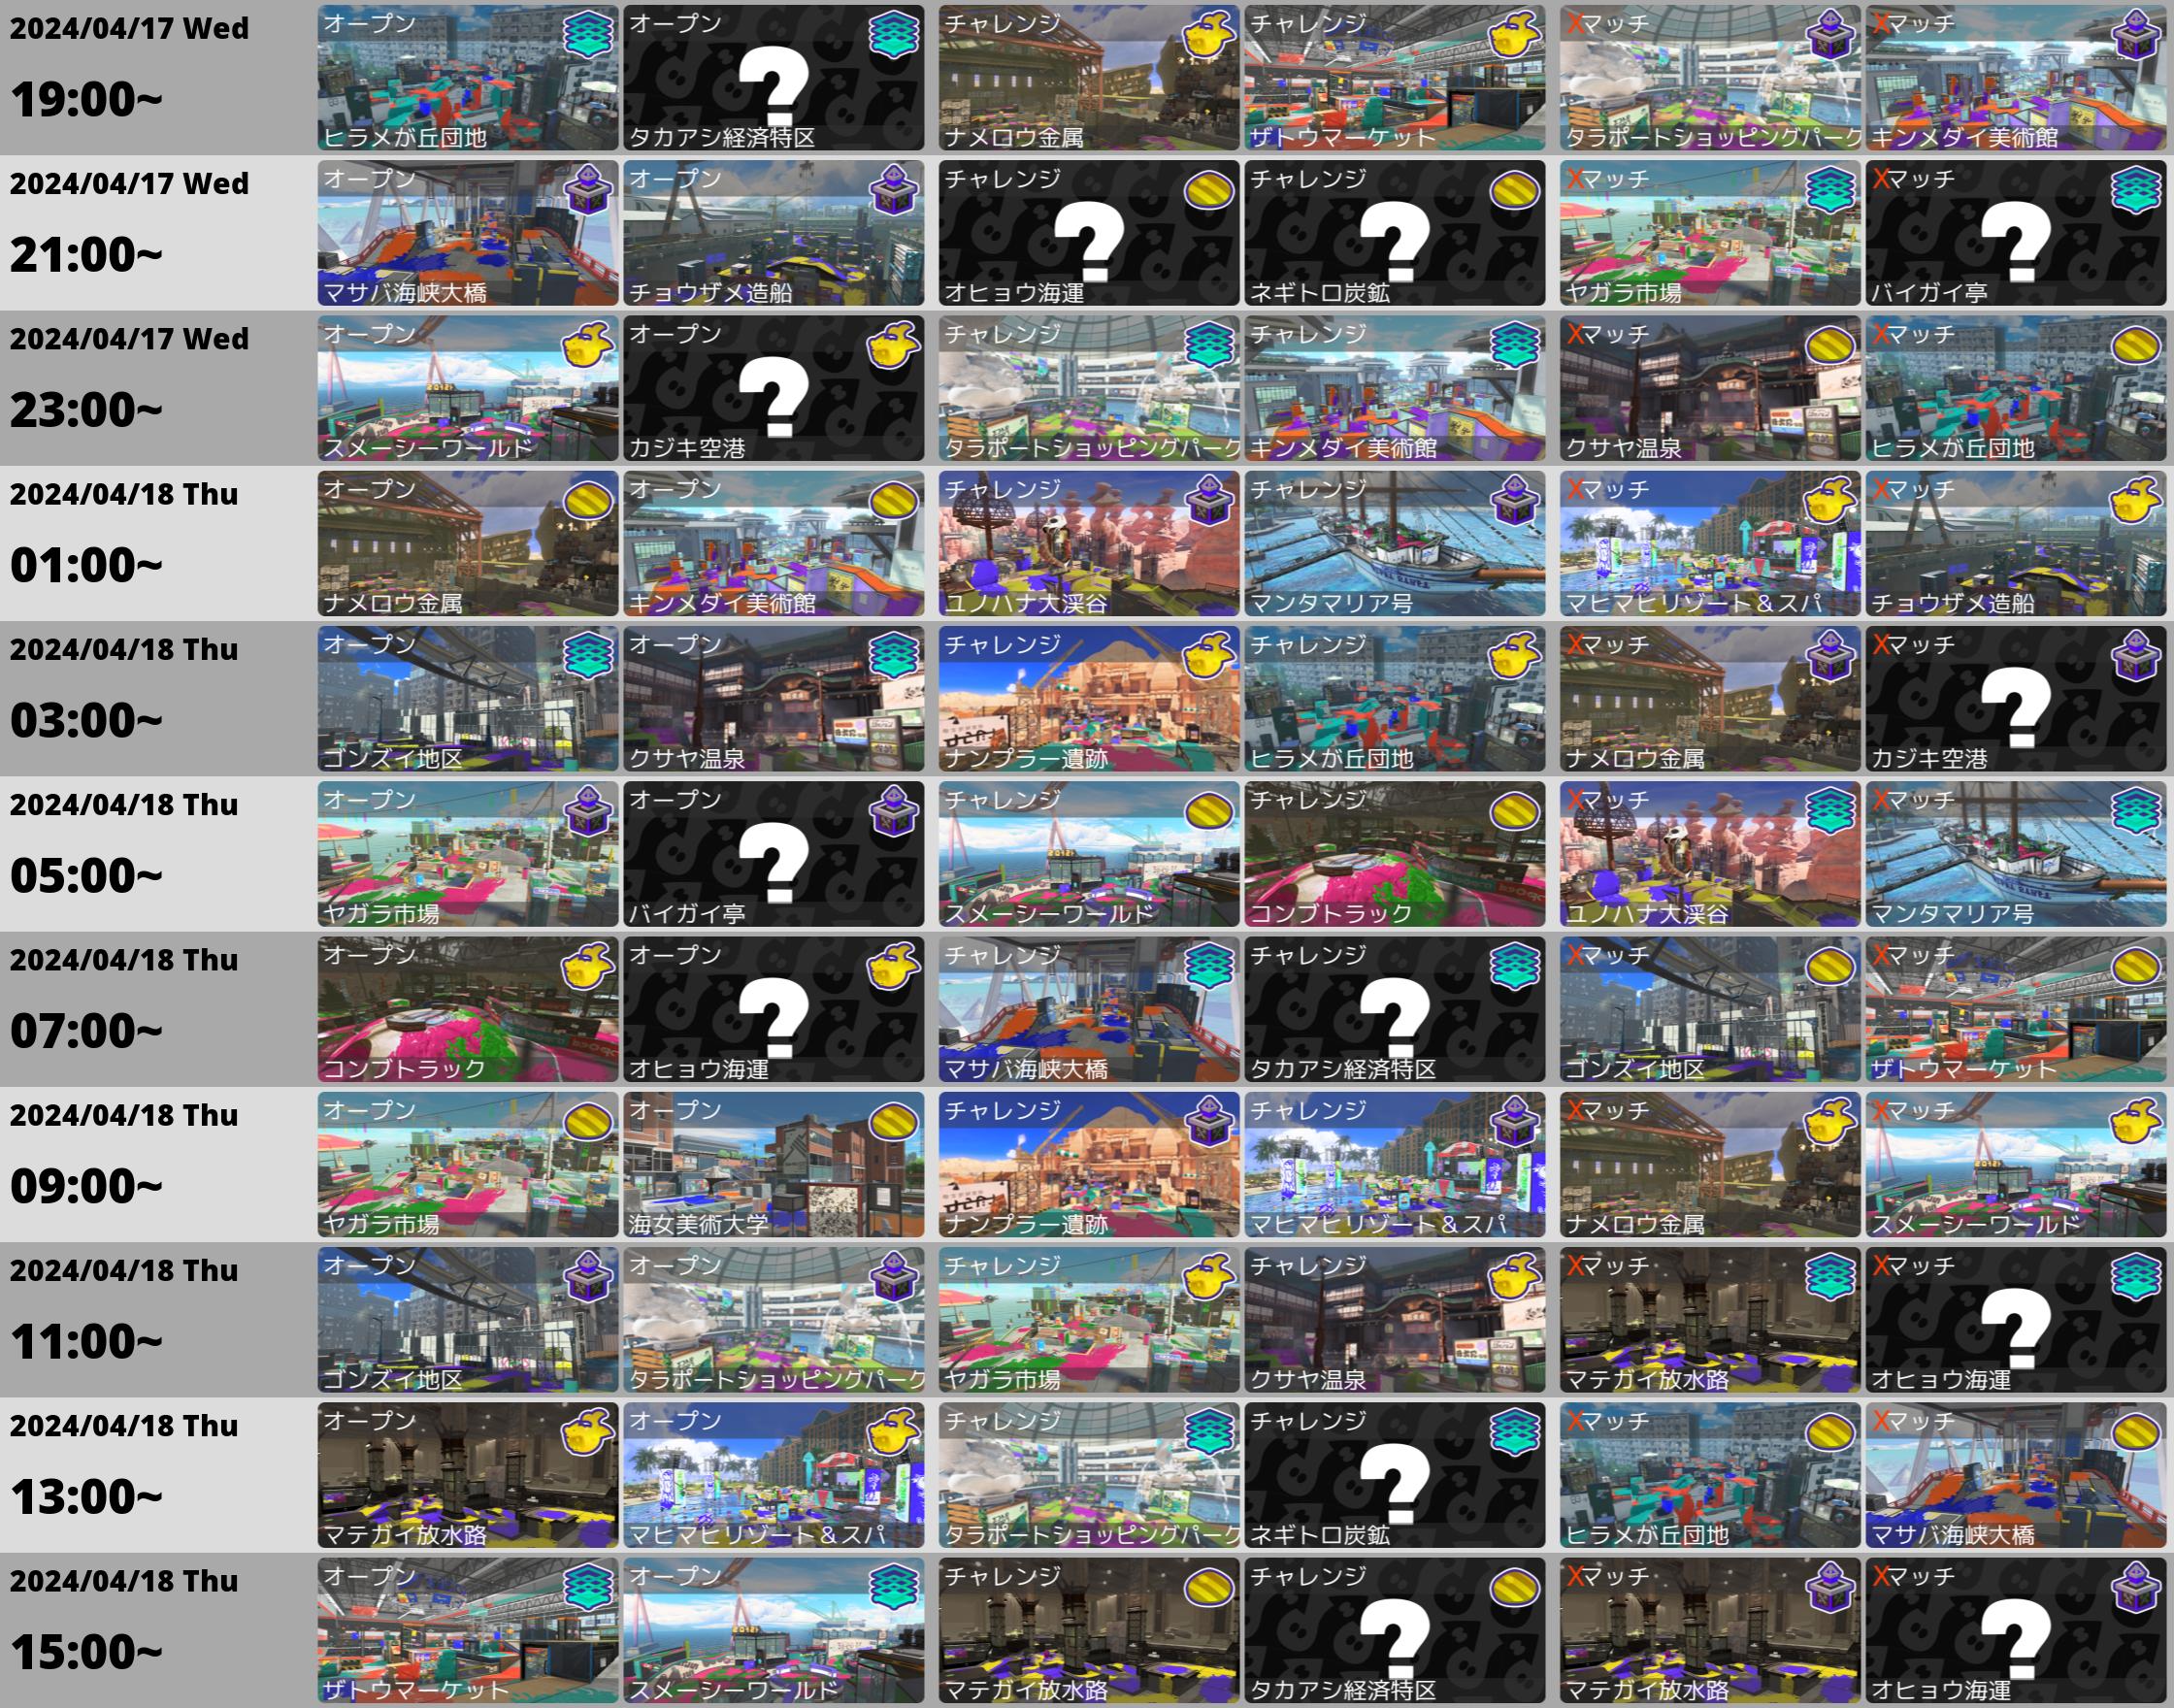 2024/04/17 Wed
19:00~
オープン
ヒラメが丘団地
オープン
タカアシ経済特区
チャレンジ
ナメロウ金属
チャレンジ
ザトウマーケット
Xマッチ
タラポートショッピングパーク
Xマッチ
キンメダイ美術館
2024/04/17 Wed
21:00~
オープン
マサバ海峡大橋
オープン
チョウザメ造船
チャレンジ
オヒョウ海運
チャレンジ
ネギトロ炭鉱
Xマッチ
ヤガラ市場
Xマッチ
バイガイ亭
2024/04/17 Wed
23:00~
オープン
スメーシーワールド
オープン
カジキ空港
チャレンジ
タラポートショッピングパーク
チャレンジ
キンメダイ美術館
Xマッチ
クサヤ温泉
Xマッチ
ヒラメが丘団地
2024/04/18 Thu
01:00~
オープン
ナメロウ金属
オープン
キンメダイ美術館
チャレンジ
ユノハナ大渓谷
チャレンジ
マンタマリア号
Xマッチ
マヒマヒリゾート＆スパ
Xマッチ
チョウザメ造船
2024/04/18 Thu
03:00~
オープン
ゴンズイ地区
オープン
クサヤ温泉
チャレンジ
ナンプラー遺跡
チャレンジ
ヒラメが丘団地
Xマッチ
ナメロウ金属
Xマッチ
カジキ空港
2024/04/18 Thu
05:00~
オープン
ヤガラ市場
オープン
バイガイ亭
チャレンジ
スメーシーワールド
チャレンジ
コンブトラック
Xマッチ
ユノハナ大渓谷
Xマッチ
マンタマリア号
2024/04/18 Thu
07:00~
オープン
コンブトラック
オープン
オヒョウ海運
チャレンジ
マサバ海峡大橋
チャレンジ
タカアシ経済特区
Xマッチ
ゴンズイ地区
Xマッチ
ザトウマーケット
2024/04/18 Thu
09:00~
オープン
ヤガラ市場
オープン
海女美術大学
チャレンジ
ナンプラー遺跡
チャレンジ
マヒマヒリゾート＆スパ
Xマッチ
ナメロウ金属
Xマッチ
スメーシーワールド
2024/04/18 Thu
11:00~
オープン
ゴンズイ地区
オープン
タラポートショッピングパーク
チャレンジ
ヤガラ市場
チャレンジ
クサヤ温泉
Xマッチ
マテガイ放水路
Xマッチ
オヒョウ海運
2024/04/18 Thu
13:00~
オープン
マテガイ放水路
オープン
マヒマヒリゾート＆スパ
チャレンジ
タラポートショッピングパーク
チャレンジ
ネギトロ炭鉱
Xマッチ
ヒラメが丘団地
Xマッチ
マサバ海峡大橋
2024/04/18 Thu
15:00~
オープン
ザトウマーケット
オープン
スメーシーワールド
チャレンジ
マテガイ放水路
チャレンジ
タカアシ経済特区
Xマッチ
マテガイ放水路
Xマッチ
オヒョウ海運